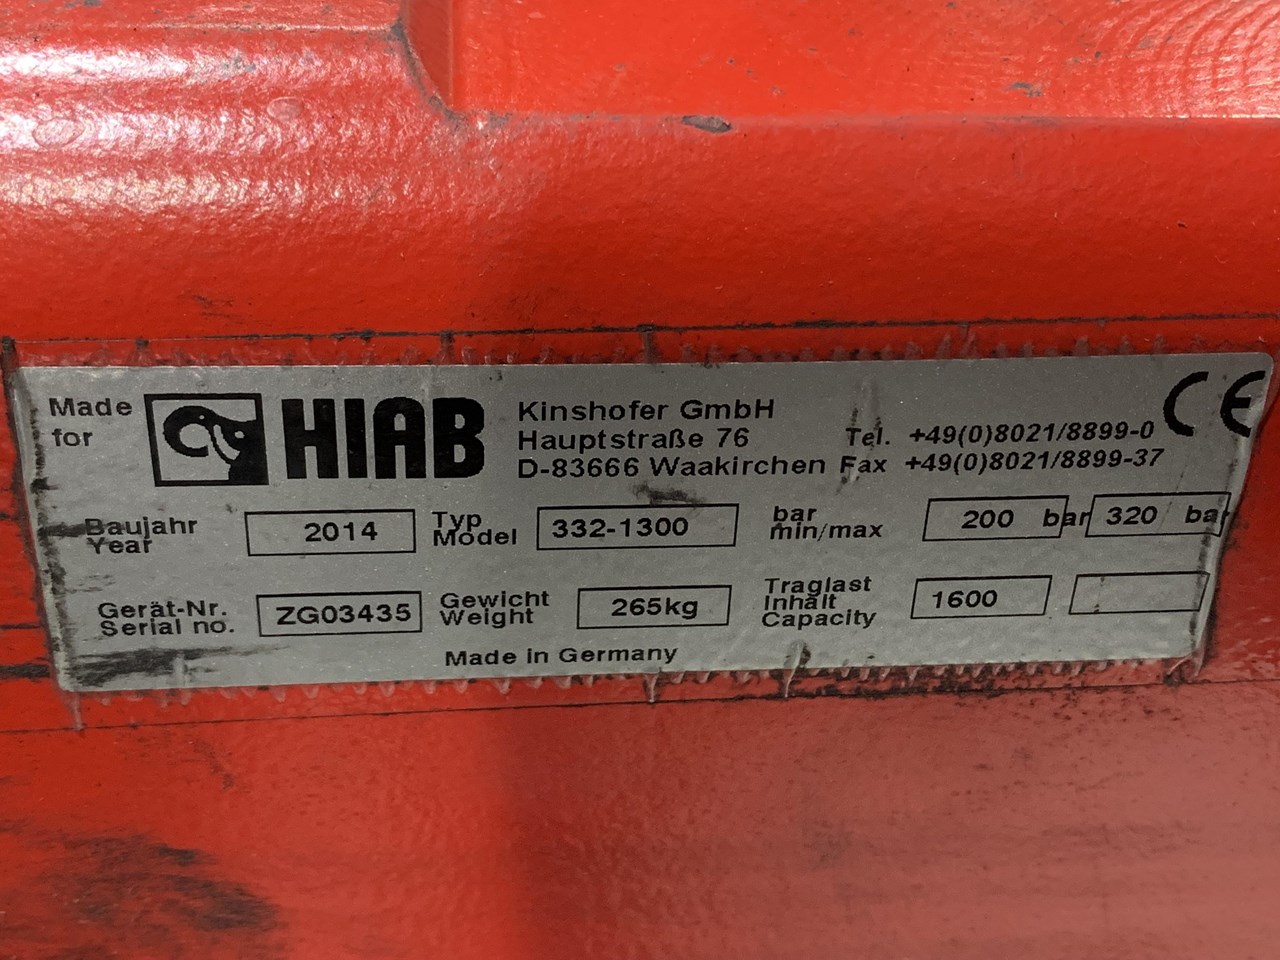 Made for
HIAB
Kinshofer GmbH
Hauptstraße 76
D-83666 Waakirchen
Tel. +49(0)8021/8899-0
Fax +49(0)8021/8899-37
CE
Baujahr
Year
2014
Typ
Model
332-1300
bar
min/max
200 bar
320 bar
Gerät-Nr.
Serial no.
ZG03435
Gewicht
Weight
265kg
Traglast
Inhalt
Capacity
1600
Made in Germany